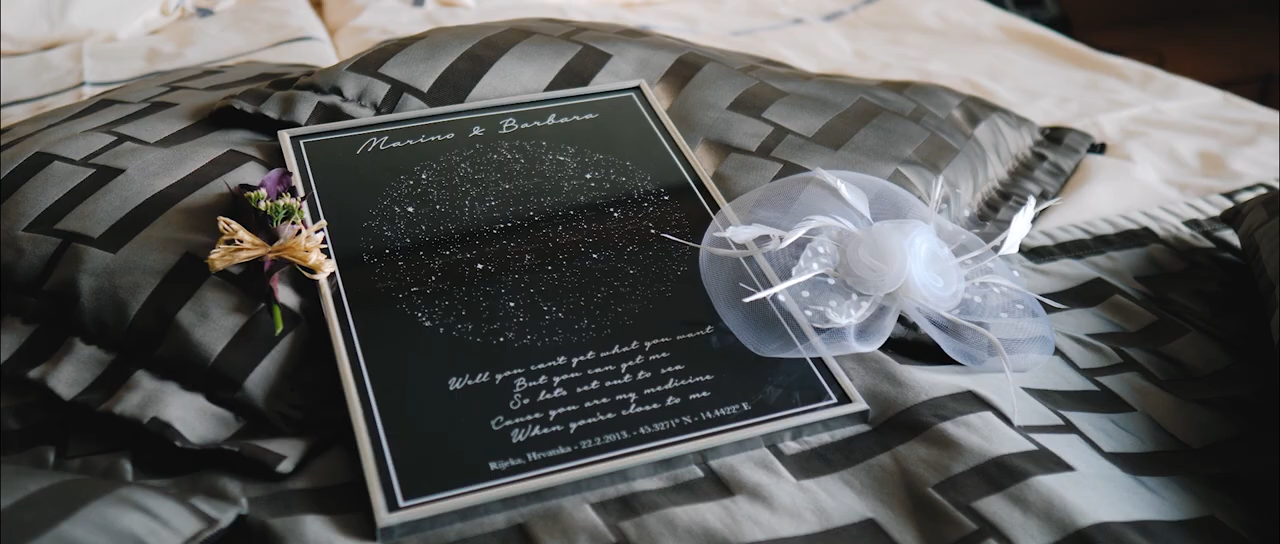 Marino & Barbara
Well you can't get what you want
But you can get me
So lets set out to sea
Cause you are my medicine
When you're close to me
Rijeka, Hrvatska - 22.2.2013. - 45.3271° N - 14.4422° E